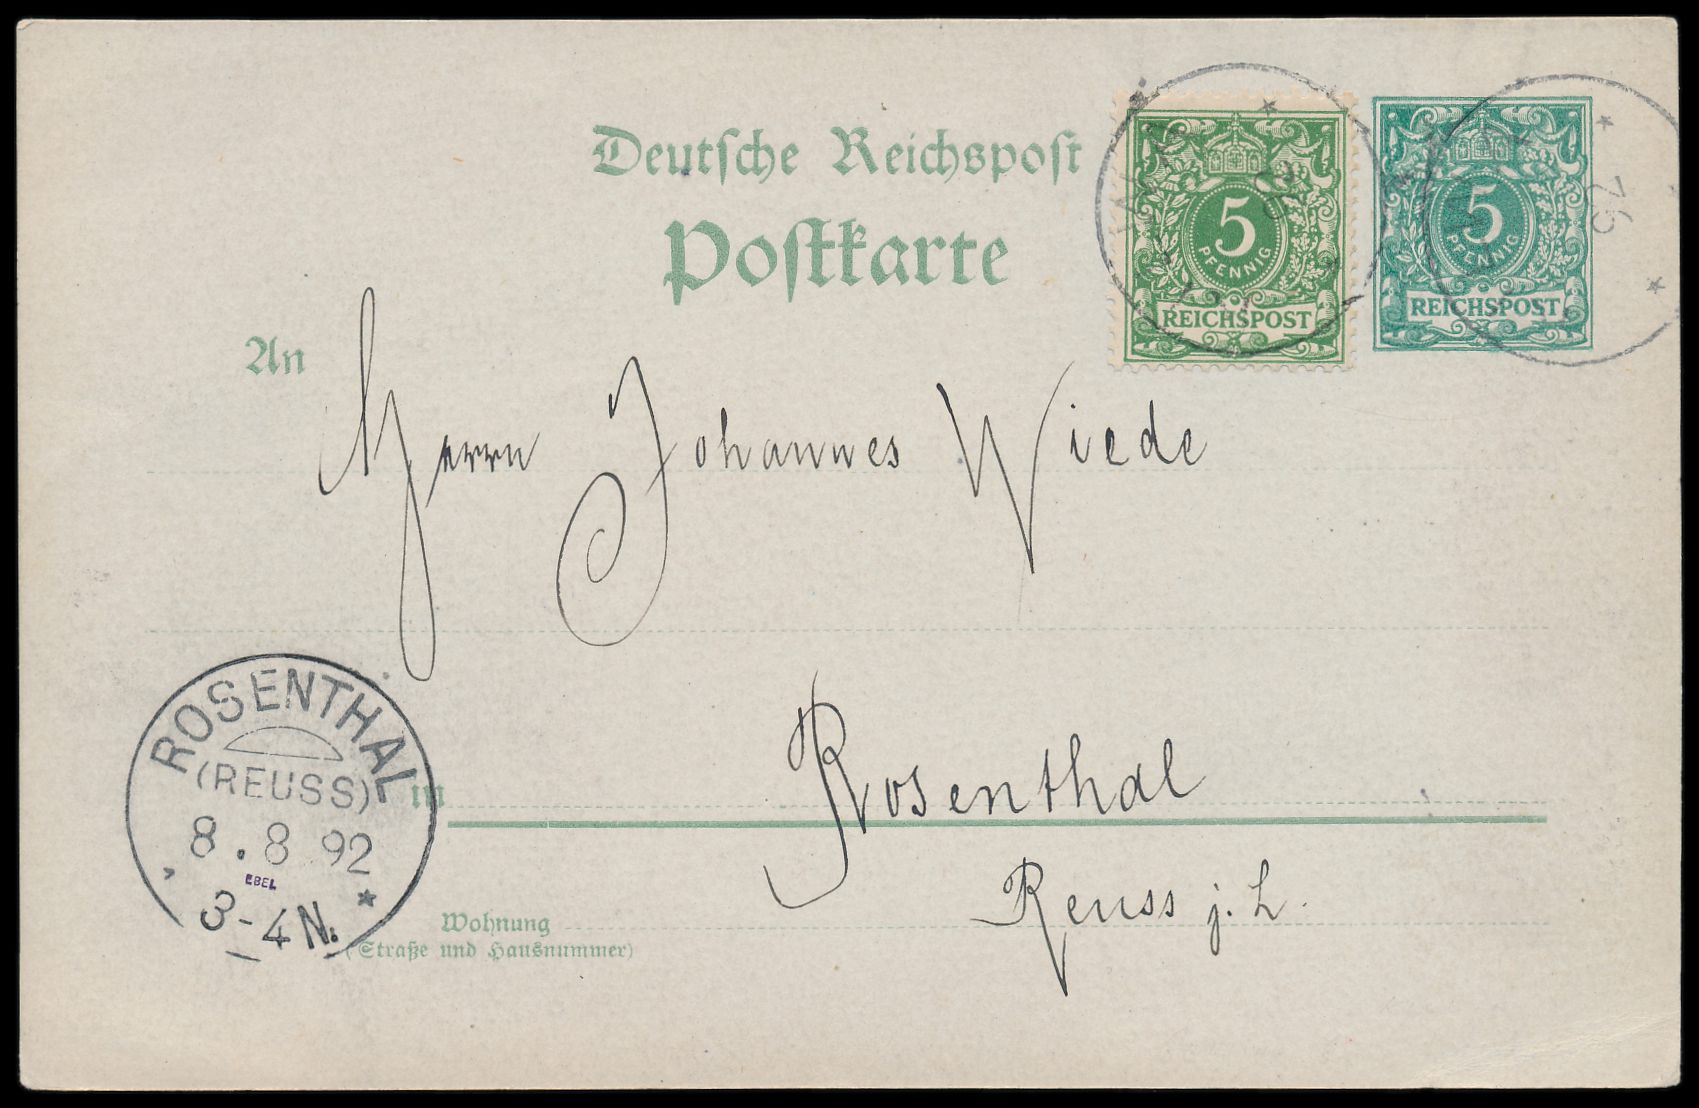 Deutsche Reichspost
Postkarte
5
PFENNIG
REICHSPOST
5
PFENNIG
REICHSPOST
An
Herrn Johannes Wiede
in
Rosenthal
Reuss j. L.
Wohnung
(Straße und Hausnummer)
ROSENTHAL
(REUSS)
8.8 92
EBEL
3-4N.